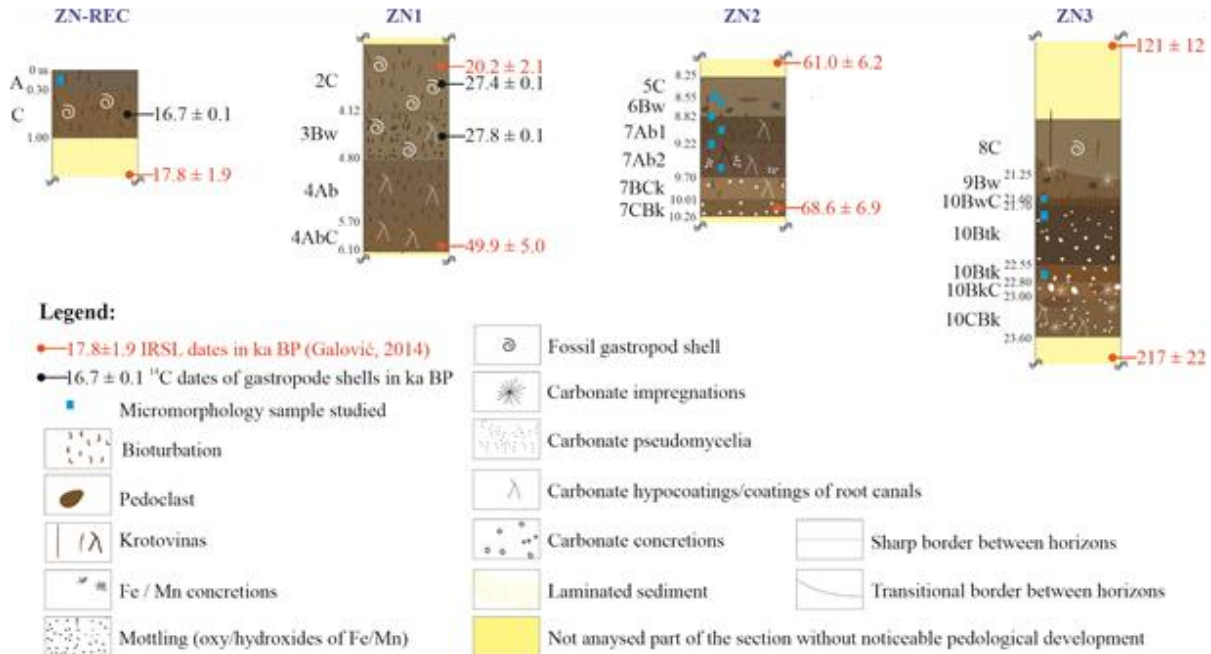 ZN-REC
ZN1
ZN2
ZN3
A
0.30
C
1.00
16.7 ± 0.1
17.8 ± 1.9
2C
8.12
3Bw
4.80
4Ab
5.70
4AbC
6.10
20.2 ± 2.1
27.4 ± 0.1
27.8 ± 0.1
49.9 ± 5.0
8.25
5C
8.55
6Bw
8.82
7Ab1
9.22
7Ab2
9.70
7BCk
10.01
7CBk
10.26
61.0 ± 6.2
68.6 ± 6.9
121 ± 12
8C
21.25
9Bw
10BwC
10Btk
22.55
10Btk
22.80
10BkC
23.00
10CBk
23.60
217 ± 22
Legend:
17.8±1.9 IRSL dates in ka BP (Galović, 2014)
16.7 ± 0.1 ¹⁴C dates of gastropode shells in ka BP
Micromorphology sample studied
Bioturbation
Pedoclast
Krotovinas
Fe / Mn concretions
Mottling (oxy/hydroxides of Fe/Mn)
Fossil gastropod shell
Carbonate impregnations
Carbonate pseudomycelia
Carbonate hypocoatings/coatings of root canals
Carbonate concretions
Laminated sediment
Not anaysed part of the section without noticeable pedological development
Sharp border between horizons
Transitional border between horizons